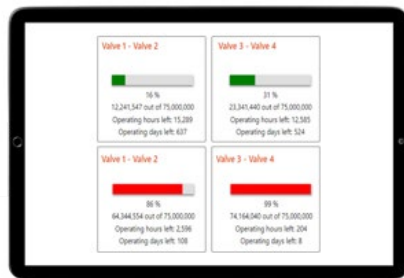 Valve 1 - Valve 2
16 %
12,241,547 out of 75,000,000
Operating hours left: 15,289
Operating days left: 637
Valve 3 - Valve 4
31 %
23,341,440 out of 75,000,000
Operating hours left: 12,585
Operating days left: 524
Valve 1 - Valve 2
86 %
64,344,554 out of 75,000,000
Operating hours left: 2,596
Operating days left: 108
Valve 3 - Valve 4
99 %
74,164,040 out of 75,000,000
Operating hours left: 204
Operating days left: 8